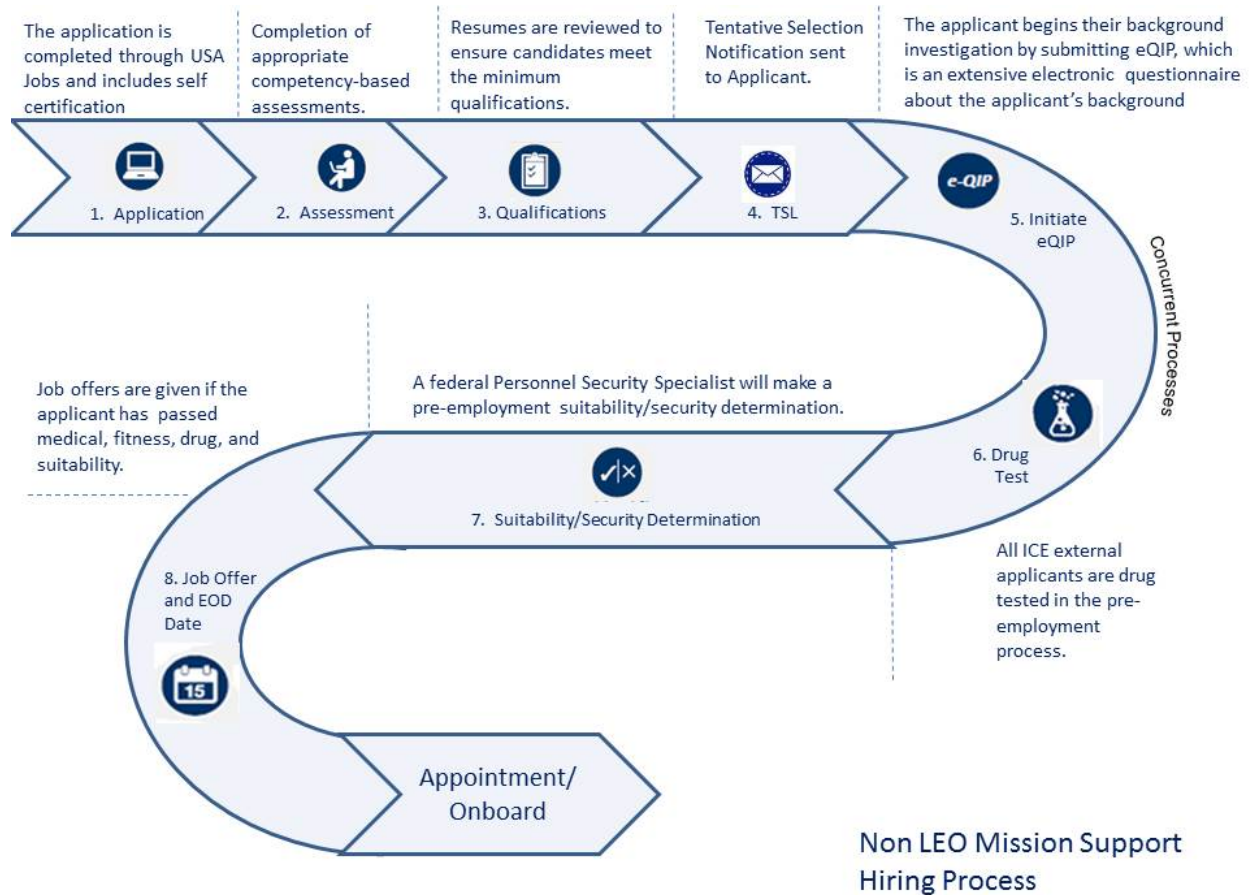 The application is
completed through USA
Jobs and includes self
certification
Completion of
appropriate
competency-based
assessments.
Resumes are reviewed to
ensure candidates meet
the minimum
qualifications.
Tentative Selection
Notification sent
to Applicant.
The applicant begins their background
investigation by submitting eQIP, which
is an extensive electronic questionnaire
about the applicant's background
1. Application
2. Assessment
3. Qualifications
4. TSL
e-QIP
5. Initiate
eQIP
Concurrent Processes
6. Drug
Test
All ICE external
applicants are drug
tested in the pre-
employment
process.
A federal Personnel Security Specialist will make a
pre-employment suitability/security determination.
7. Suitability/Security Determination
Job offers are given if the
applicant has passed
medical, fitness, drug, and
suitability.
8. Job Offer
and EOD
Date
15
Appointment/
Onboard
Non LEO Mission Support
Hiring Process